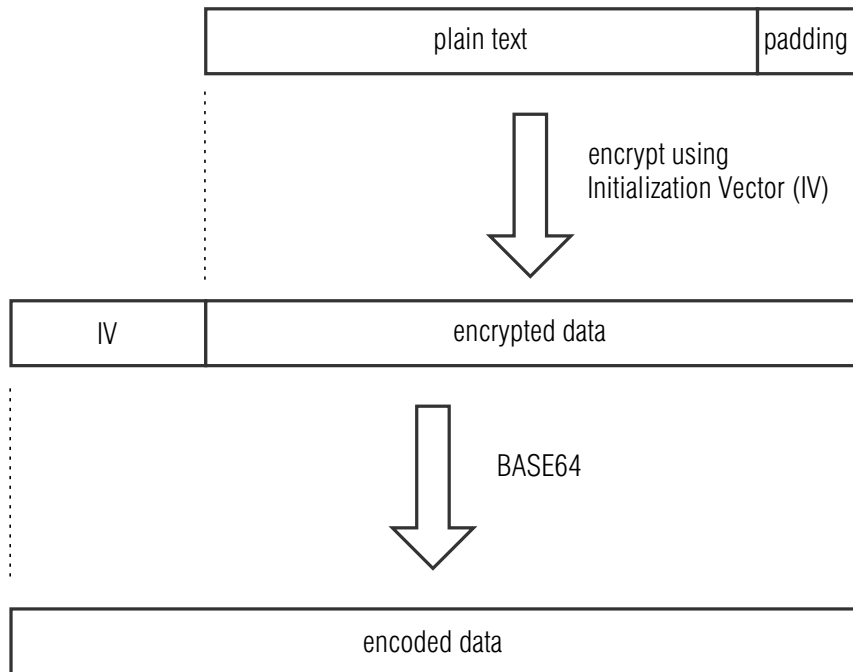 plain text
padding
encrypt using
Initialization Vector (IV)
IV
encrypted data
BASE64
encoded data